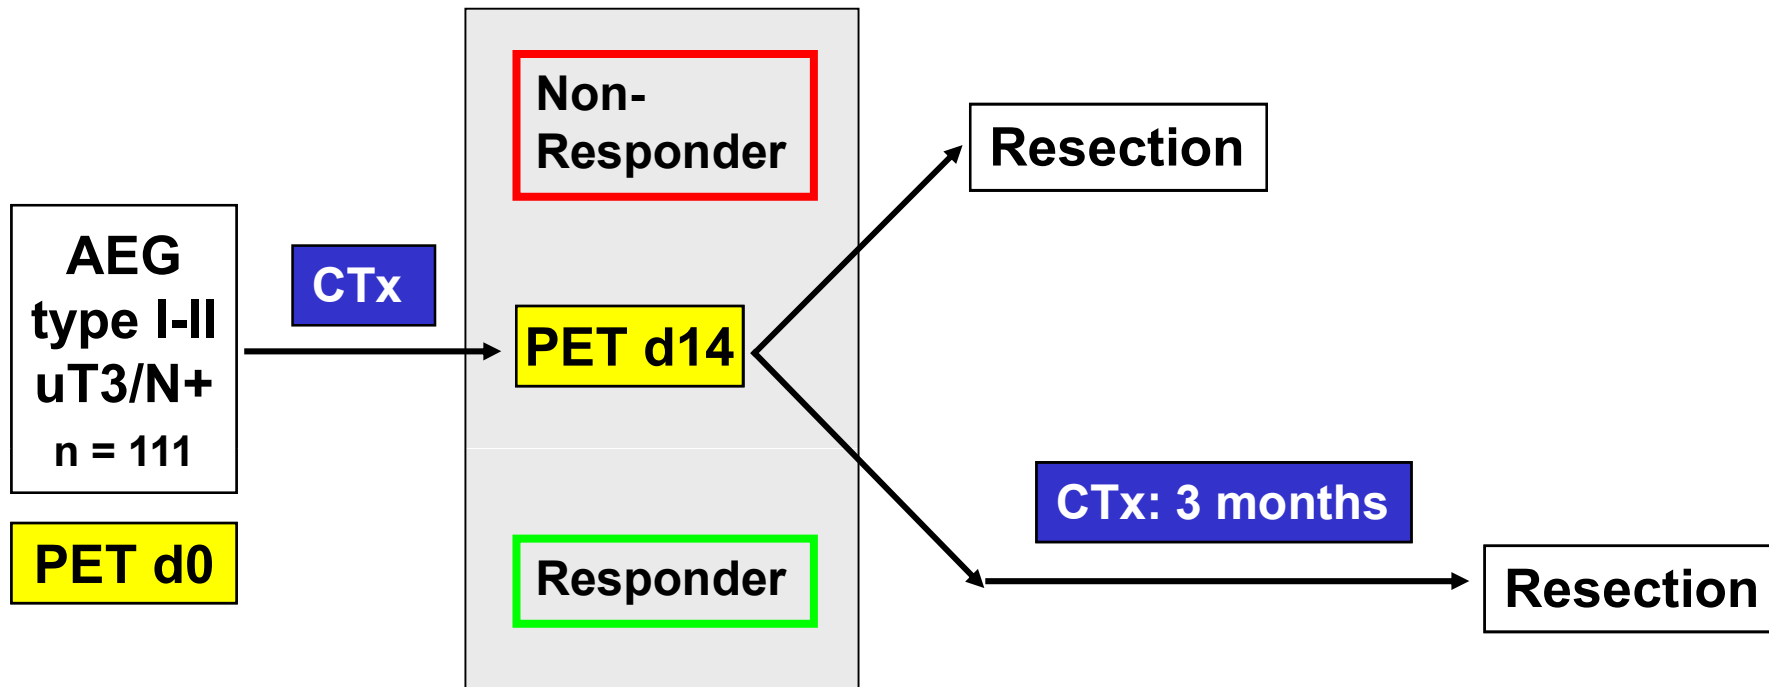 AEG
type I-II
uT3/N+
n = 111
PET d0
CTx
Non-
Responder
PET d14
Responder
Resection
CTx: 3 months
Resection